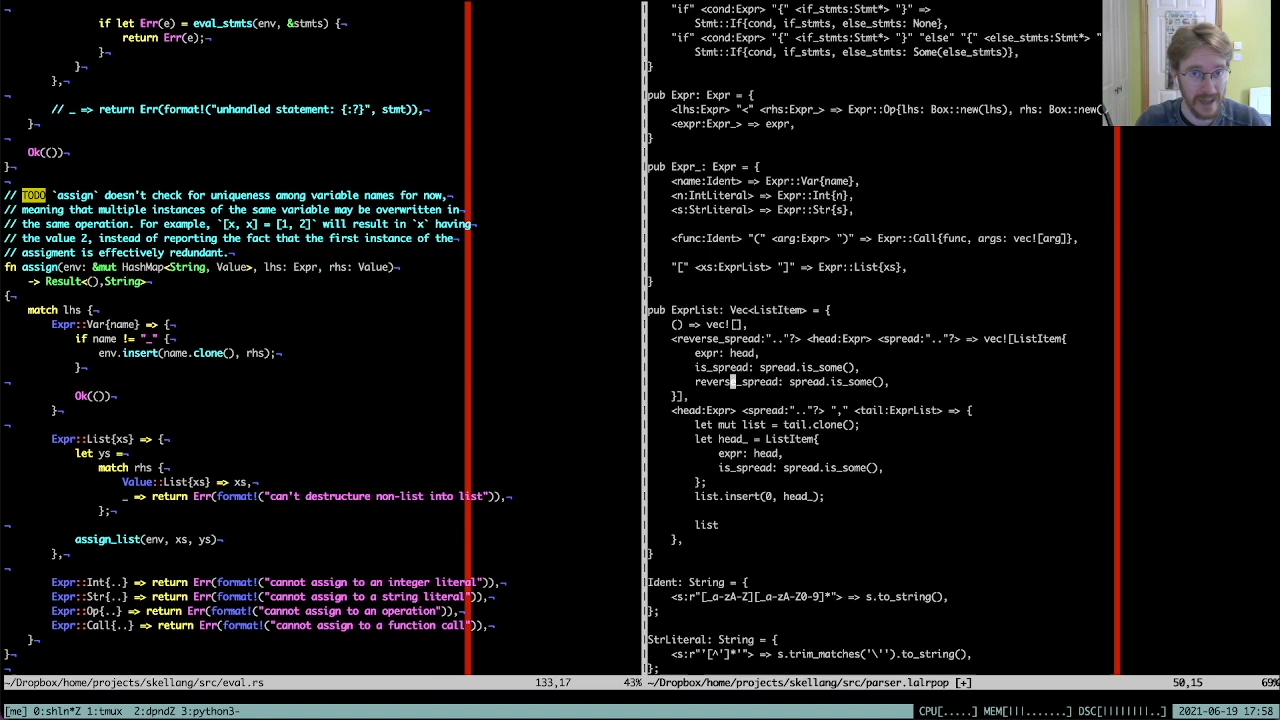 if let Err(e) = eval_stmts(env, &stmts) {¬
return Err(e);¬
}¬
}¬
},¬
¬
// _ => return Err(format!("unhandled statement: {:?}", stmt)),¬
}¬
¬
Ok(())¬
}¬
¬
// TODO `assign` doesn't check for uniqueness among variable names for now,¬
// meaning that multiple instances of the same variable may be overwritten in¬
// the same operation. For example, `[x, x] = [1, 2]` will result in `x` having¬
// the value 2, instead of reporting the fact that the first instance of the¬
// assigment is effectively redundant.¬
fn assign(env: &mut HashMap<String, Value>, lhs: Expr, rhs: Value)¬
-> Result<(),String>¬
{¬
match lhs {¬
Expr::Var{name} => {¬
if name != "_" {¬
env.insert(name.clone(), rhs);¬
}¬
¬
Ok(())¬
}¬
¬
Expr::List{xs} => {¬
let ys =¬
match rhs {¬
Value::List{xs} => xs,¬
_ => return Err(format!("can't destructure non-list into list")),¬
};¬
¬
assign_list(env, xs, ys)¬
},¬
¬
Expr::Int{..} => return Err(format!("cannot assign to an integer literal")),¬
Expr::Str{..} => return Err(format!("cannot assign to a string literal")),¬
Expr::Op{..} => return Err(format!("cannot assign to an operation")),¬
Expr::Call{..} => return Err(format!("cannot assign to a function call")),¬
}¬
}¬
¬
~/Dropbox/home/projects/skellang/src/eval.rs 133,17 43%
"if" <cond:Expr> "{" <if_stmts:Stmt*> "}" =>
Stmt::If{cond, if_stmts, else_stmts: None},
"if" <cond:Expr> "{" <if_stmts:Stmt*> "}" "else" "{" <else_stmts:Stmt*>
Stmt::If{cond, if_stmts, else_stmts: Some(else_stmts)},
}
pub Expr: Expr = {
<lhs:Expr> "<" <rhs:Expr_> => Expr::Op{lhs: Box::new(lhs), rhs: Box::new(
<expr:Expr_> => expr,
}
pub Expr_: Expr = {
<name:Ident> => Expr::Var{name},
<n:IntLiteral> => Expr::Int{n},
<s:StrLiteral> => Expr::Str{s},
<func:Ident> "(" <arg:Expr> ")" => Expr::Call{func, args: vec![arg]},
"[" <xs:ExprList> "]" => Expr::List{xs},
}
pub ExprList: Vec<ListItem> = {
() => vec![],
<reverse_spread:".."?> <head:Expr> <spread:".."?> => vec![ListItem{
expr: head,
is_spread: spread.is_some(),
reverse_spread: spread.is_some(),
}],
<head:Expr> <spread:".."?> "," <tail:ExprList> => {
let mut list = tail.clone();
let head_ = ListItem{
expr: head,
is_spread: spread.is_some(),
};
list.insert(0, head_);
list
},
}
Ident: String = {
<s:r"[_a-zA-Z][_a-zA-Z0-9]*"> => s.to_string(),
};
StrLiteral: String = {
<s:r"'[^']*'"> => s.trim_matches('\'').to_string(),
};
~/Dropbox/home/projects/skellang/src/parser.lalrpop [+] 50,15 69%
[me] 0:shln*Z 1:tmux 2:dpndZ 3:python3- CPU[.....] MEM[|||.......] DSC[||||||||..] 2021-06-19 17:58